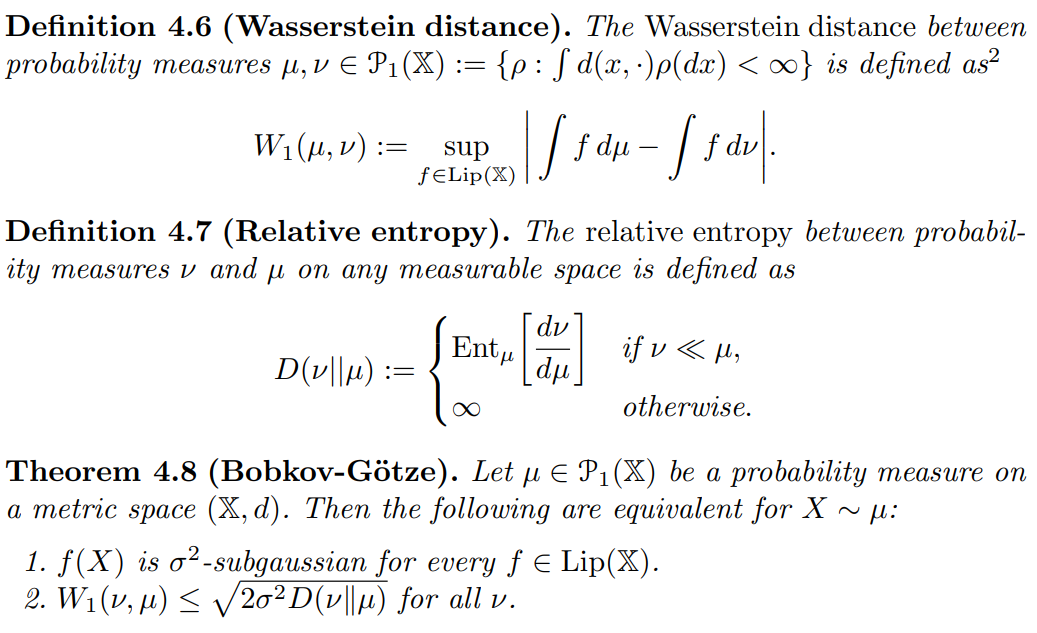 Definition 4.6 (Wasserstein distance). The Wasserstein distance between
probability measures μ, ν ∈ 𝒫₁(𝕏) := {ρ : ∫ d(x, ·)ρ(dx) < ∞} is defined as²
W₁(μ, ν) := sup_{f∈Lip(𝕏)} | ∫ f dμ − ∫ f dν |.
Definition 4.7 (Relative entropy). The relative entropy between probabil-
ity measures ν and μ on any measurable space is defined as
D(ν||μ) := { Ent_μ [dν/dμ] if ν ≪ μ,
∞ otherwise.
Theorem 4.8 (Bobkov-Götze). Let μ ∈ 𝒫₁(𝕏) be a probability measure on
a metric space (𝕏, d). Then the following are equivalent for X ∼ μ:
1. f(X) is σ²-subgaussian for every f ∈ Lip(𝕏).
2. W₁(ν, μ) ≤ √(2σ²D(ν||μ)) for all ν.